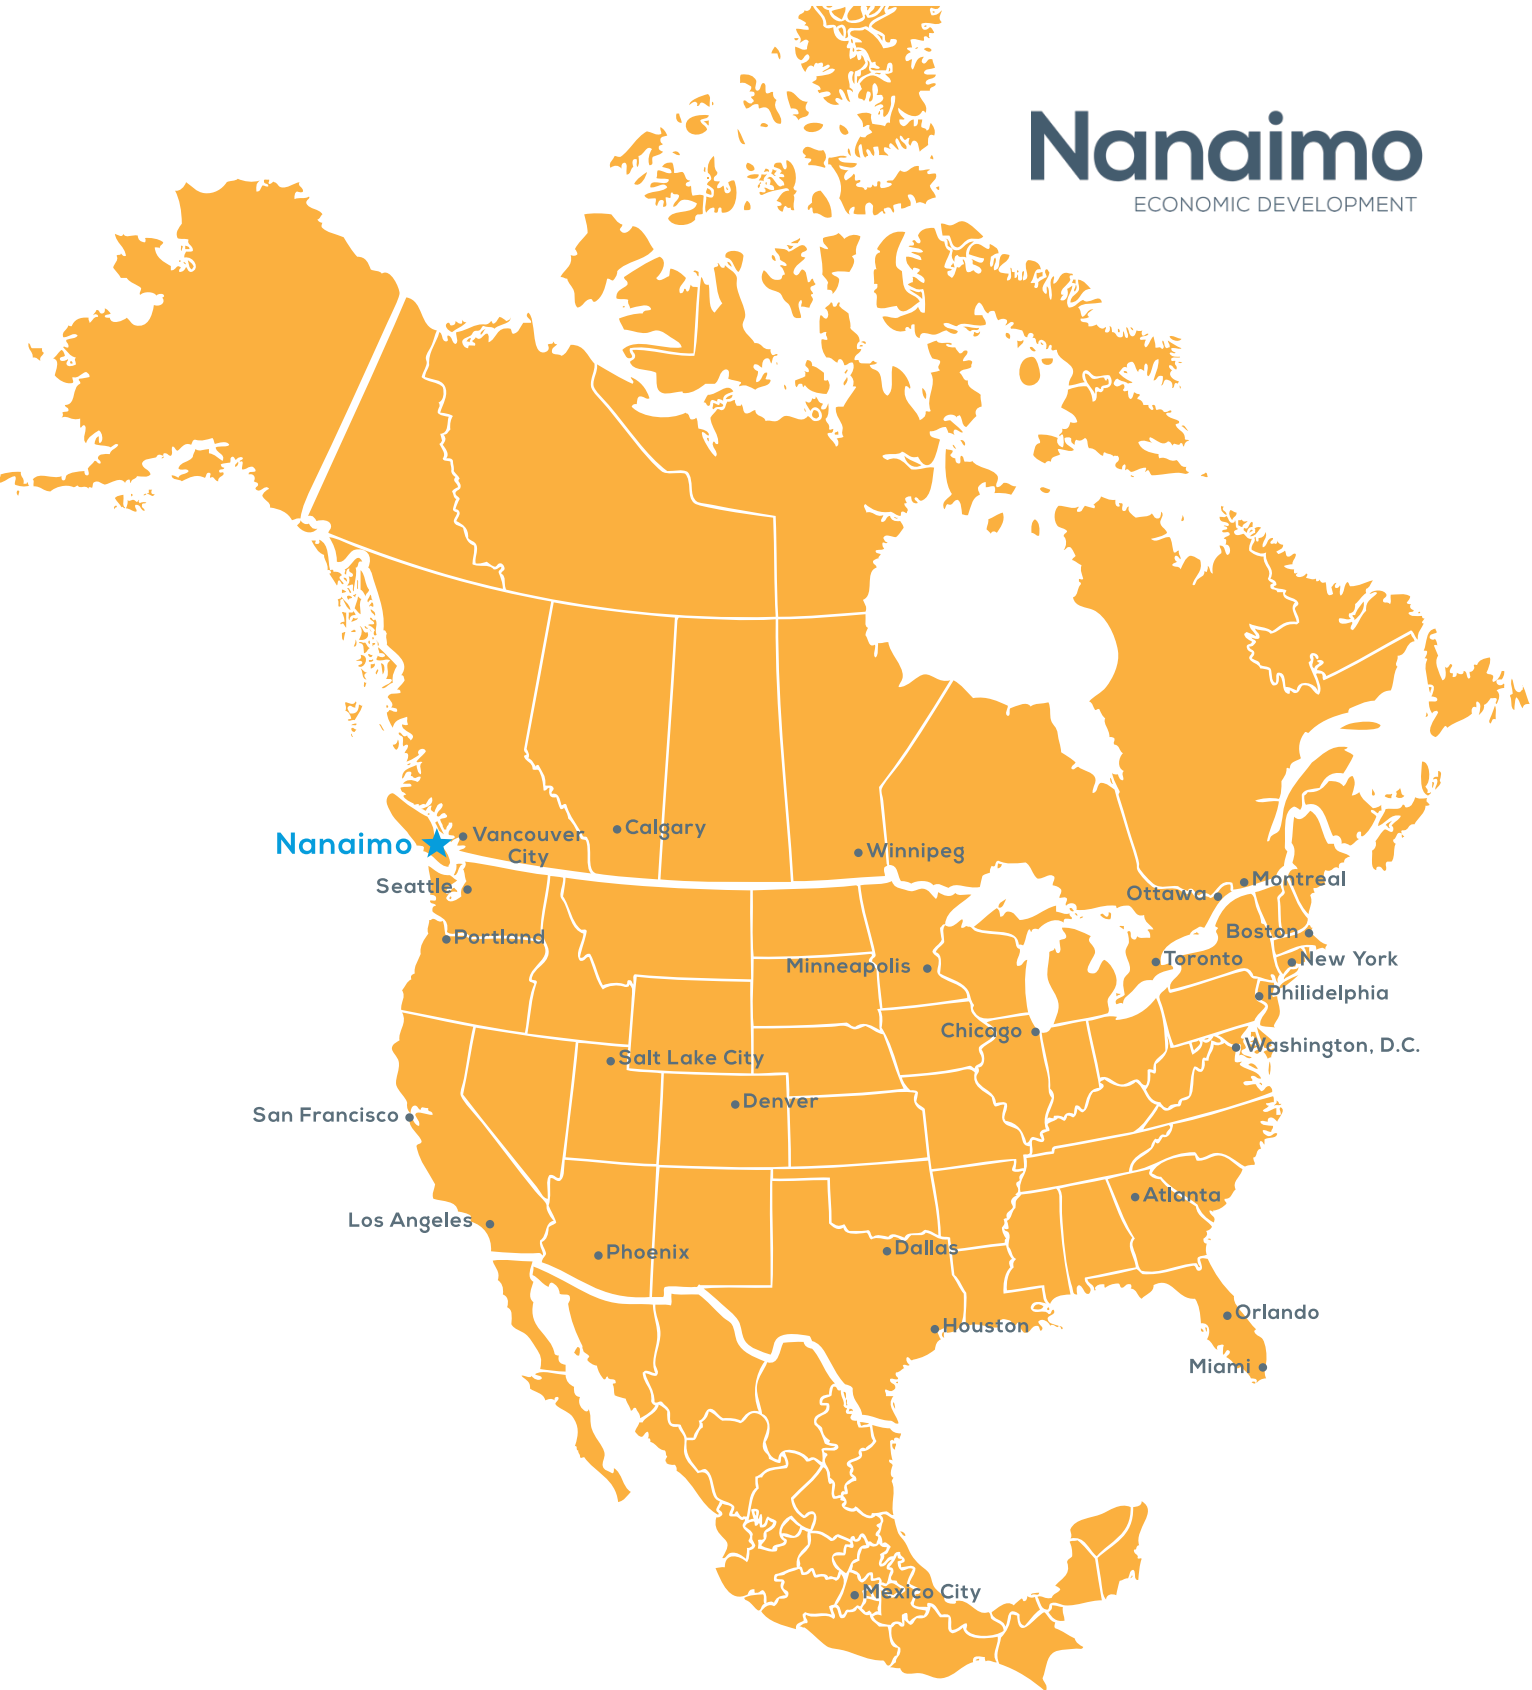 Nanaimo
ECONOMIC DEVELOPMENT
Nanaimo
Vancouver
City
Calgary
Winnipeg
Seattle
Portland
Montreal
Ottawa
Boston
Toronto
New York
Minneapolis
Philidelphia
Chicago
Washington, D.C.
Salt Lake City
Denver
San Francisco
Atlanta
Los Angeles
Phoenix
Dallas
Orlando
Houston
Miami
Mexico City